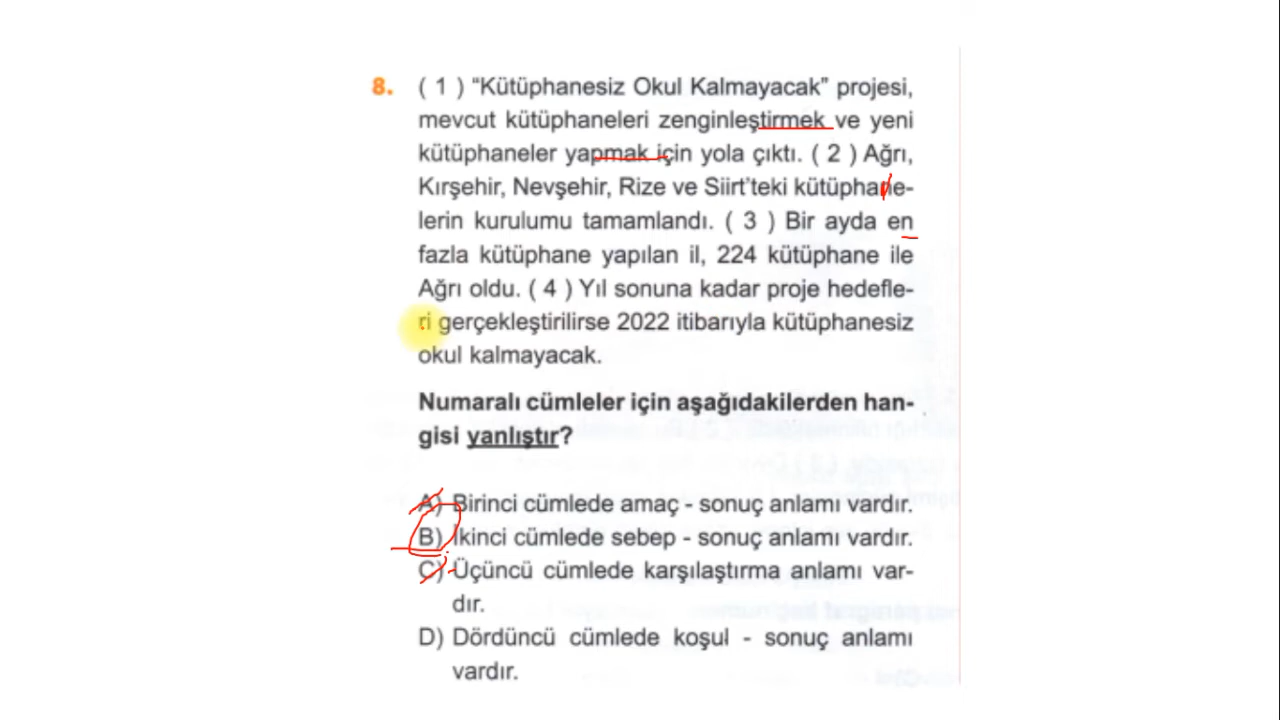 8. ( 1 ) “Kütüphanesiz Okul Kalmayacak” projesi,
mevcut kütüphaneleri zenginleştirmek ve yeni
kütüphaneler yapmak için yola çıktı. ( 2 ) Ağrı,
Kırşehir, Nevşehir, Rize ve Siirt’teki kütüphane-
lerin kurulumu tamamlandı. ( 3 ) Bir ayda en
fazla kütüphane yapılan il, 224 kütüphane ile
Ağrı oldu. ( 4 ) Yıl sonuna kadar proje hedefle-
ri gerçekleştirilirse 2022 itibarıyla kütüphanesiz
okul kalmayacak.
Numaralı cümleler için aşağıdakilerden han-
gisi yanlıştır?
A) Birinci cümlede amaç - sonuç anlamı vardır.
B) İkinci cümlede sebep - sonuç anlamı vardır.
C) Üçüncü cümlede karşılaştırma anlamı var-
dır.
D) Dördüncü cümlede koşul - sonuç anlamı
vardır.